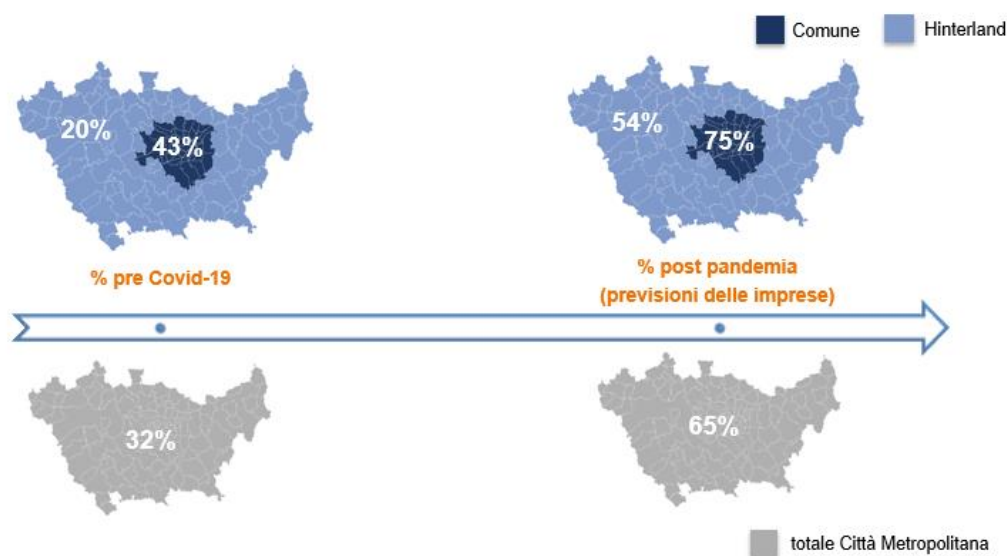 Comune
Hinterland
20%
43%
54%
75%
% pre Covid-19
% post pandemia
(previsioni delle imprese)
32%
65%
totale Città Metropolitana